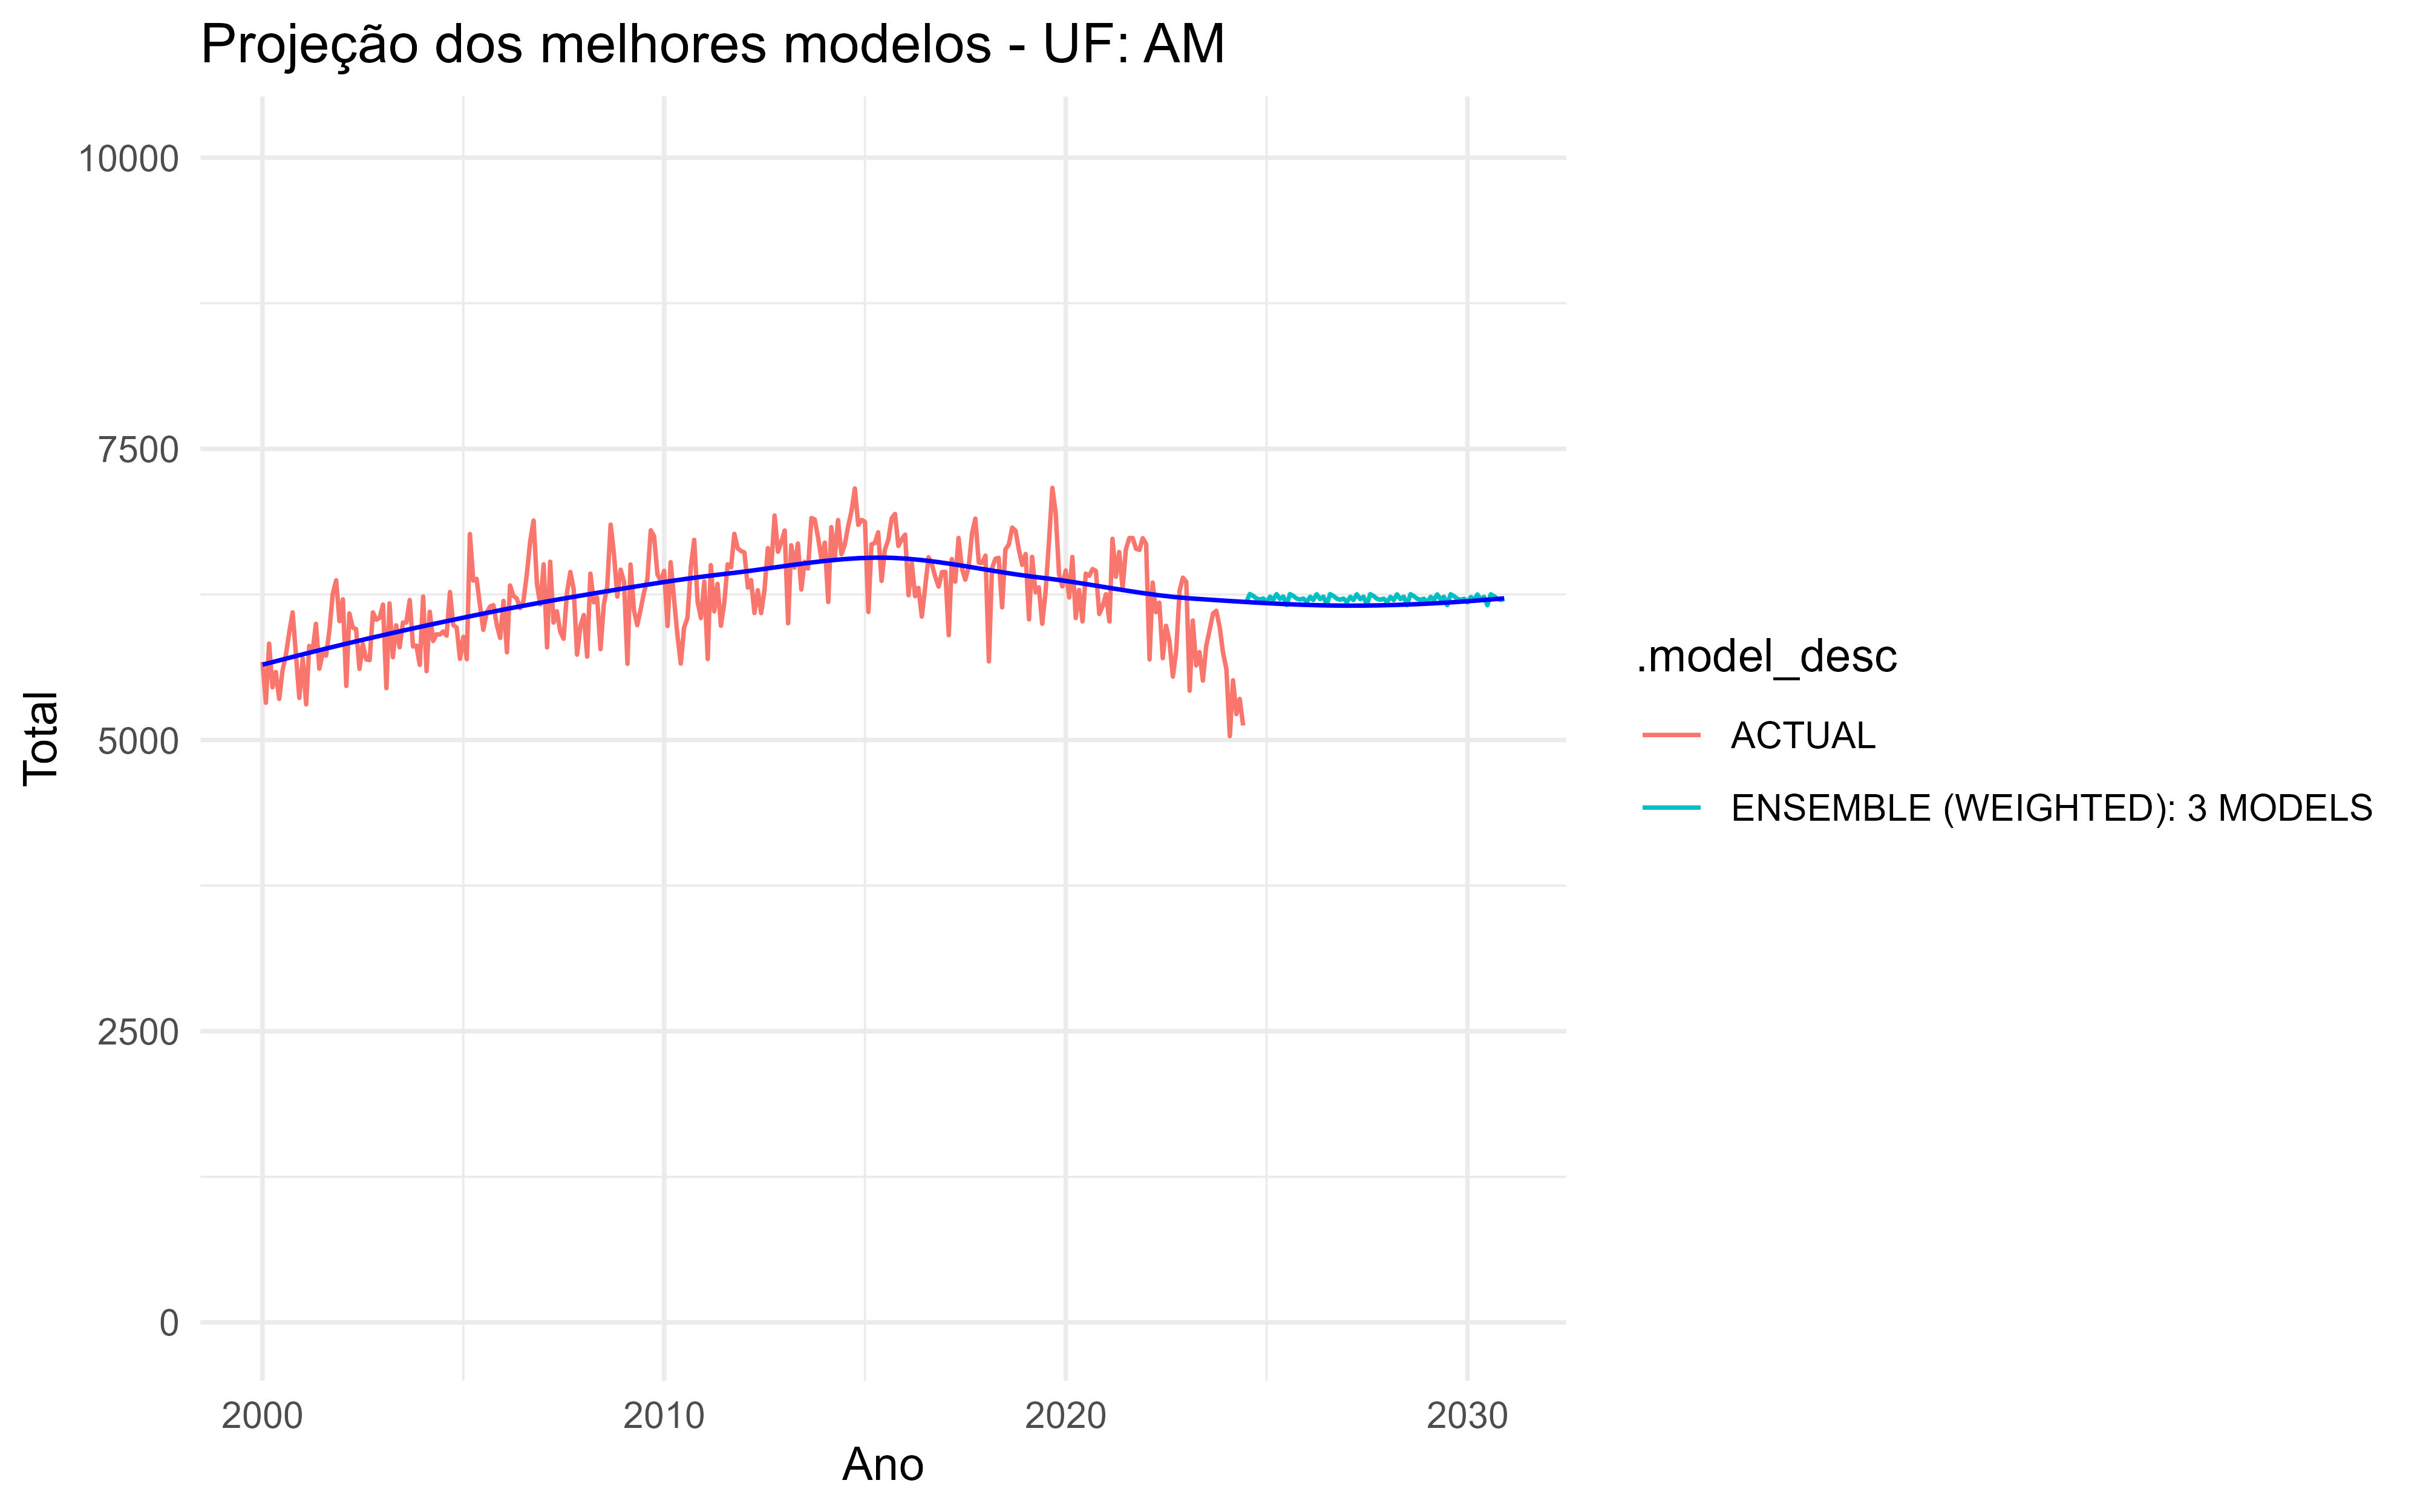 Projeção dos melhores modelos - UF: AM
10000
7500
5000
2500
0
Total
2000
2010
2020
2030
Ano
.model_desc
ACTUAL
ENSEMBLE (WEIGHTED): 3 MODELS